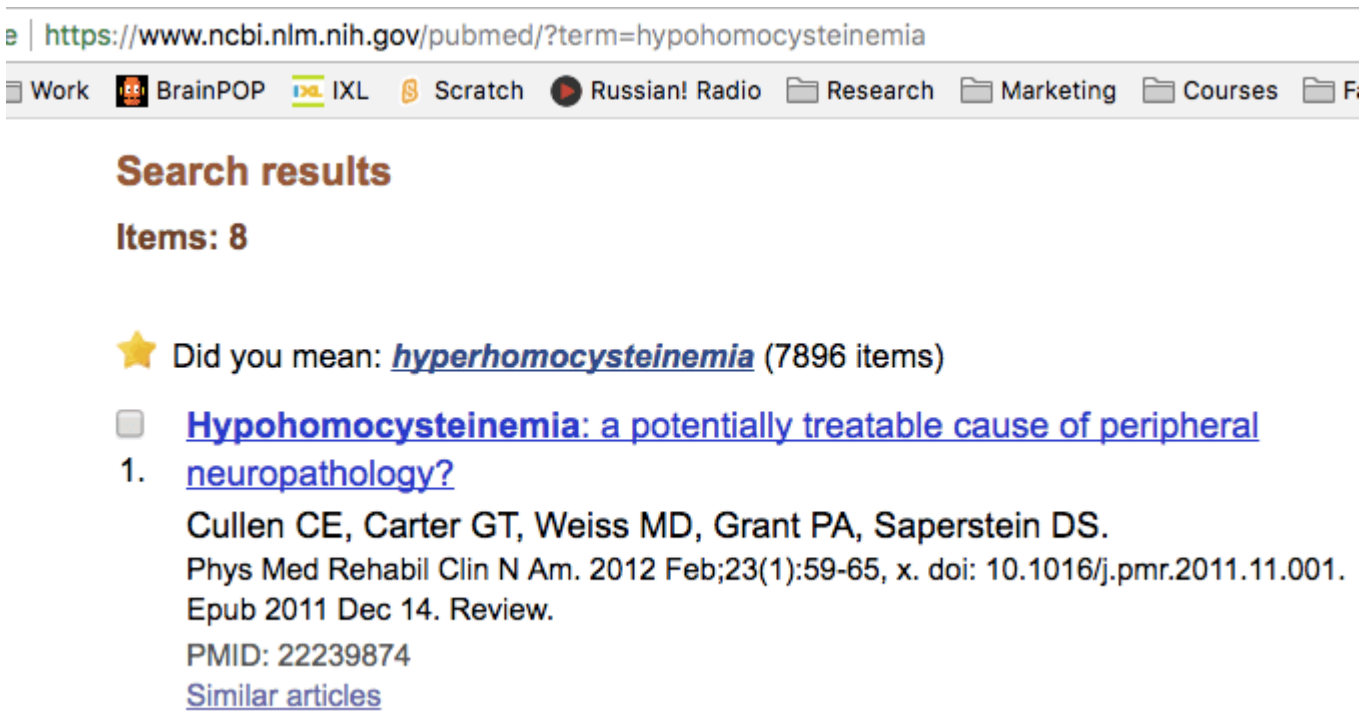 e | https://www.ncbi.nlm.nih.gov/pubmed/?term=hypohomocysteinemia
Work BrainPOP IXL IXL Scratch Russian! Radio Research Marketing Courses Fa
Search results
Items: 8
Did you mean: hyperhomocysteinemia (7896 items)
Hypohomocysteinemia: a potentially treatable cause of peripheral
1. neuropathology?
Cullen CE, Carter GT, Weiss MD, Grant PA, Saperstein DS.
Phys Med Rehabil Clin N Am. 2012 Feb;23(1):59-65, x. doi: 10.1016/j.pmr.2011.11.001.
Epub 2011 Dec 14. Review.
PMID: 22239874
Similar articles